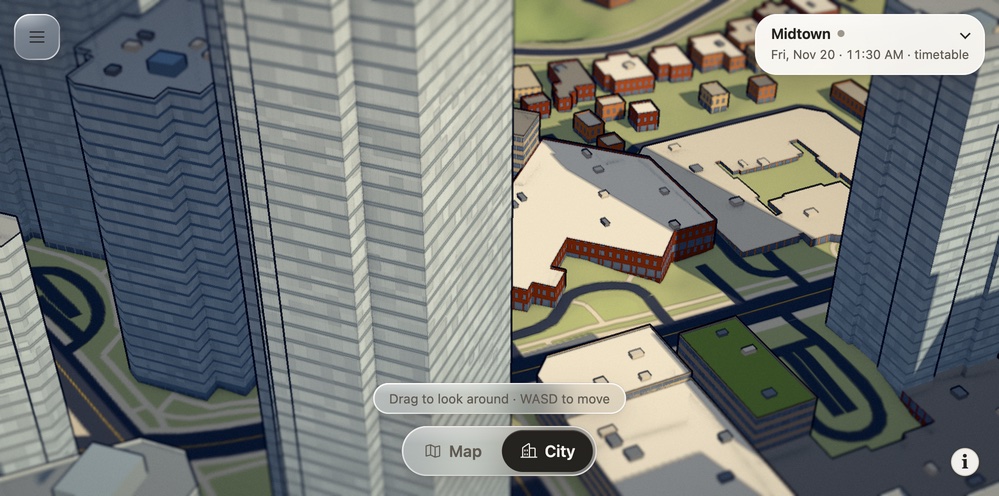 Midtown
Fri, Nov 20 · 11:30 AM · timetable
Drag to look around · WASD to move
Map
City
i